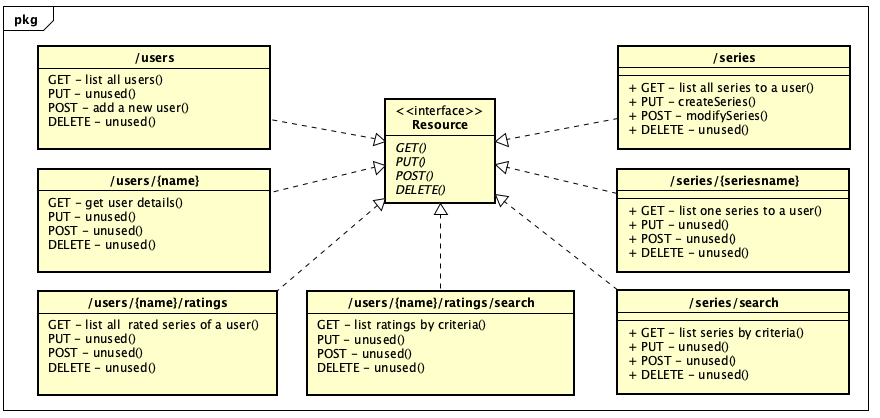 pkg
/users
GET - list all users()
PUT - unused()
POST - add a new user()
DELETE - unused()
/users/{name}
GET - get user details()
PUT - unused()
POST - unused()
DELETE - unused()
/users/{name}/ratings
GET - list all rated series of a user()
PUT - unused()
POST - unused()
DELETE - unused()
<<interface>>
Resource
GET()
PUT()
POST()
DELETE()
/users/{name}/ratings/search
GET - list ratings by criteria()
PUT - unused()
POST - unused()
DELETE - unused()
/series
+ GET - list all series to a user()
+ PUT - createSeries()
+ POST - modifySeries()
+ DELETE - unused()
/series/{seriesname}
+ GET - list one series to a user()
+ PUT - unused()
+ POST - unused()
+ DELETE - unused()
/series/search
+ GET - list series by criteria()
+ PUT - unused()
+ POST - unused()
+ DELETE - unused()